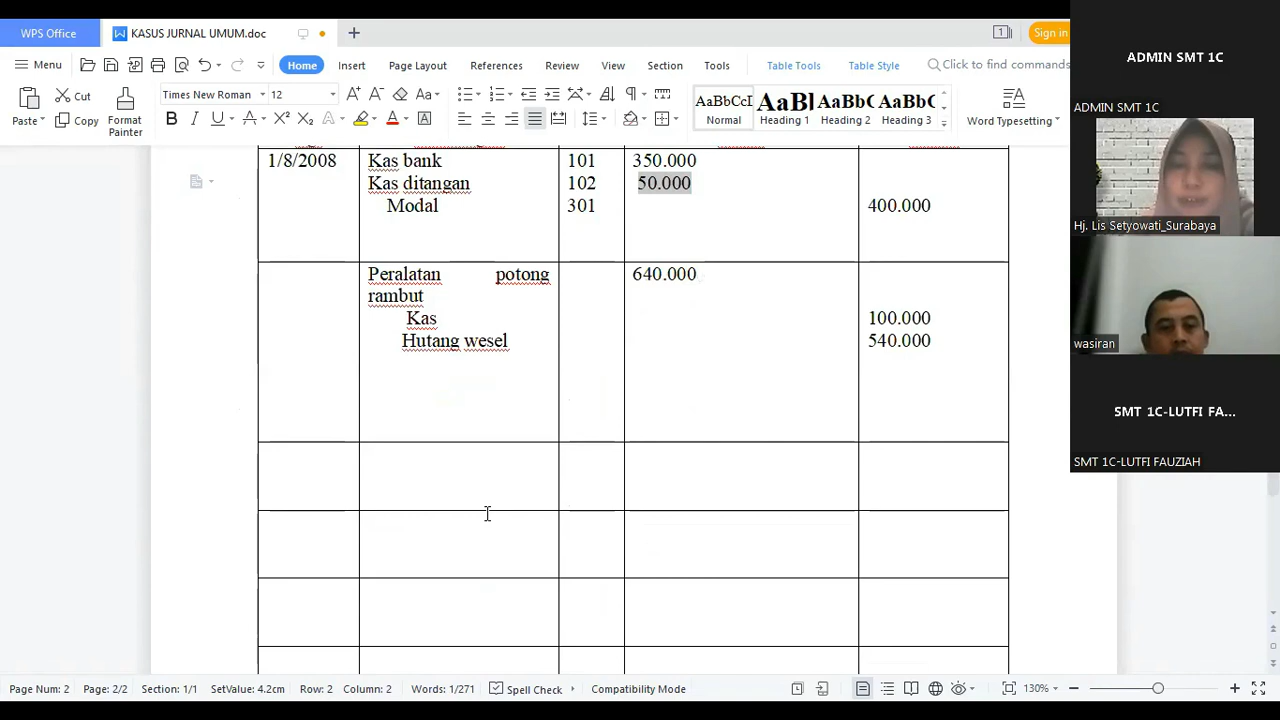 WPS Office
KASUS JURNAL UMUM.doc
1
Sign in
Menu
Home
Insert
Page Layout
References
Review
View
Section
Tools
Table Tools
Table Style
Click to find commands
Paste
Cut
Copy
Format Painter
Times New Roman
12
AaBbCcD
Normal
AaBl
Heading 1
AaBb(
Heading 2
AaBb(
Heading 3
Word Typesetting
1/8/2008 Kas bank 101 350.000
Kas ditangan 102 50.000
Modal 301 400.000
Peralatan potong 640.000
rambut
Kas 100.000
Hutang wesel 540.000
Page Num: 2 Page: 2/2 Section: 1/1 SetValue: 4.2cm Row: 2 Column: 2 Words: 1/271 Spell Check Compatibility Mode 130%
ADMIN SMT 1C
ADMIN SMT 1C
Hj. Lis Setyowati_Surabaya
wasiran
SMT 1C-LUTFI FA...
SMT 1C-LUTFI FAUZIAH